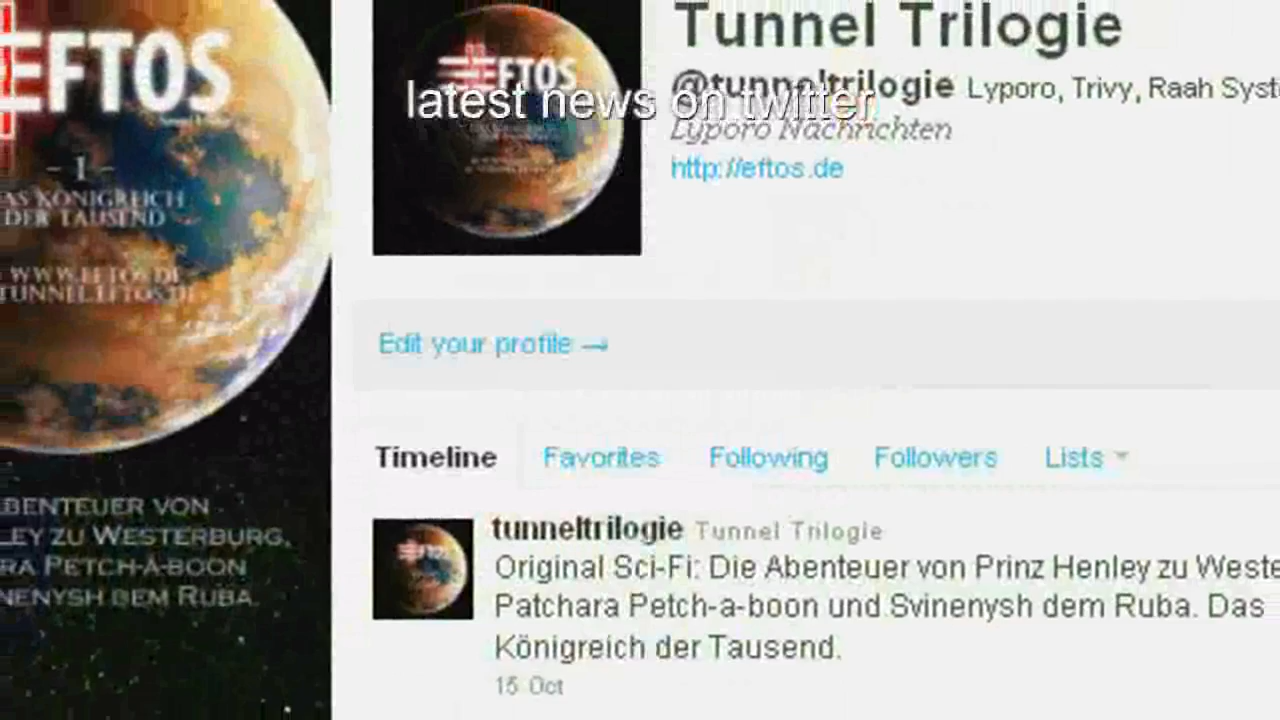 EFTOS
- 1 -
AS KÖNIGREICH
DER TAUSEND
WWW.EFTOS.DE
TUNNEL.EFTOS.DE
BENTEUER VON
LEY ZU WESTERBURG,
RA PETCH-A-BOON
NENYSH DEM RUBA.
EFTOS
latest news on twitter
Tunnel Trilogie
@tunneltrilogie Lyporo, Trivy, Raah Syst
Lyporo Nachrichten
http://eftos.de
Edit your profile →
Timeline Favorites Following Followers Lists
tunneltrilogie Tunnel Trilogie
Original Sci-Fi: Die Abenteuer von Prinz Henley zu Weste
Patchara Petch-a-boon und Svinenysh dem Ruba. Das
Königreich der Tausend.
15 Oct